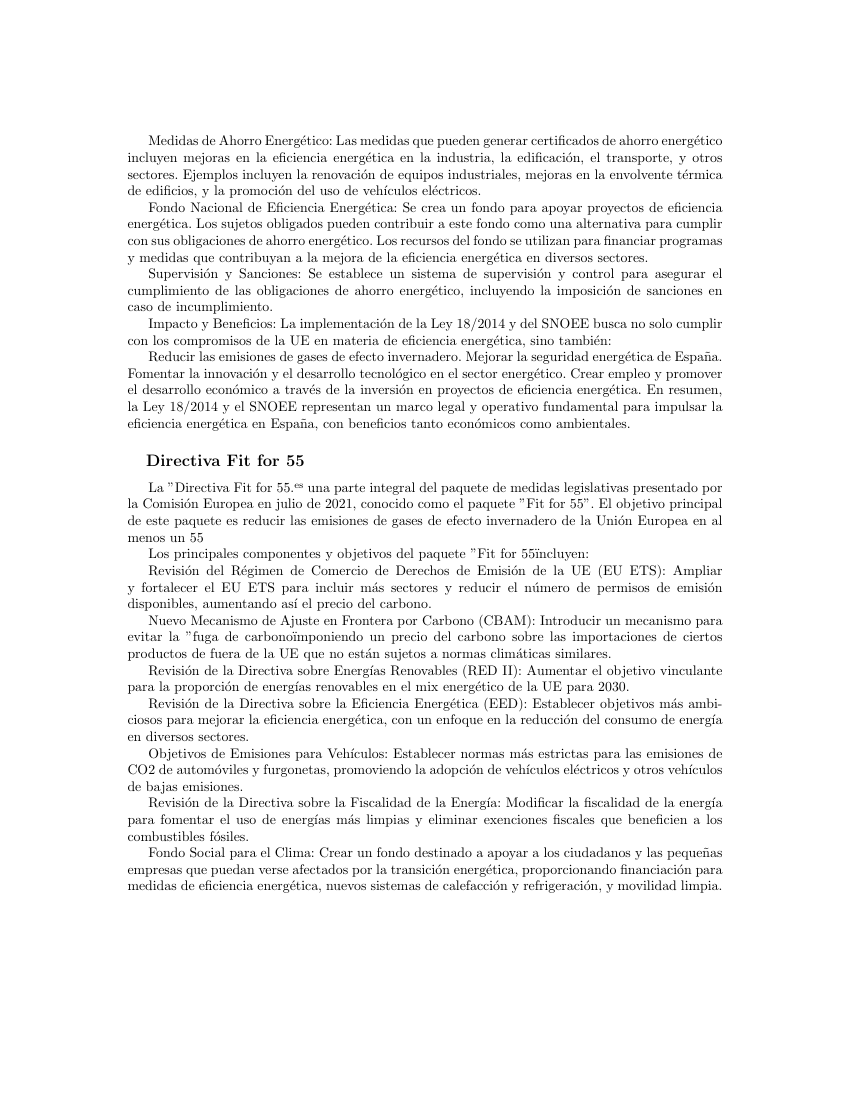 Medidas de Ahorro Energético: Las medidas que pueden generar certificados de ahorro energético
incluyen mejoras en la eficiencia energética en la industria, la edificación, el transporte, y otros
sectores. Ejemplos incluyen la renovación de equipos industriales, mejoras en la envolvente térmica
de edificios, y la promoción del uso de vehículos eléctricos.
Fondo Nacional de Eficiencia Energética: Se crea un fondo para apoyar proyectos de eficiencia
energética. Los sujetos obligados pueden contribuir a este fondo como una alternativa para cumplir
con sus obligaciones de ahorro energético. Los recursos del fondo se utilizan para financiar programas
y medidas que contribuyan a la mejora de la eficiencia energética en diversos sectores.
Supervisión y Sanciones: Se establece un sistema de supervisión y control para asegurar el
cumplimiento de las obligaciones de ahorro energético, incluyendo la imposición de sanciones en
caso de incumplimiento.
Impacto y Beneficios: La implementación de la Ley 18/2014 y del SNOEE busca no solo cumplir
con los compromisos de la UE en materia de eficiencia energética, sino también:
Reducir las emisiones de gases de efecto invernadero. Mejorar la seguridad energética de España.
Fomentar la innovación y el desarrollo tecnológico en el sector energético. Crear empleo y promover
el desarrollo económico a través de la inversión en proyectos de eficiencia energética. En resumen,
la Ley 18/2014 y el SNOEE representan un marco legal y operativo fundamental para impulsar la
eficiencia energética en España, con beneficios tanto económicos como ambientales.
Directiva Fit for 55
La ”Directiva Fit for 55.ᵉˢ una parte integral del paquete de medidas legislativas presentado por
la Comisión Europea en julio de 2021, conocido como el paquete ”Fit for 55”. El objetivo principal
de este paquete es reducir las emisiones de gases de efecto invernadero de la Unión Europea en al
menos un 55
Los principales componentes y objetivos del paquete ”Fit for 55ïncluyen:
Revisión del Régimen de Comercio de Derechos de Emisión de la UE (EU ETS): Ampliar
y fortalecer el EU ETS para incluir más sectores y reducir el número de permisos de emisión
disponibles, aumentando así el precio del carbono.
Nuevo Mecanismo de Ajuste en Frontera por Carbono (CBAM): Introducir un mecanismo para
evitar la ”fuga de carbonoïmponiendo un precio del carbono sobre las importaciones de ciertos
productos de fuera de la UE que no están sujetos a normas climáticas similares.
Revisión de la Directiva sobre Energías Renovables (RED II): Aumentar el objetivo vinculante
para la proporción de energías renovables en el mix energético de la UE para 2030.
Revisión de la Directiva sobre la Eficiencia Energética (EED): Establecer objetivos más ambi-
ciosos para mejorar la eficiencia energética, con un enfoque en la reducción del consumo de energía
en diversos sectores.
Objetivos de Emisiones para Vehículos: Establecer normas más estrictas para las emisiones de
CO2 de automóviles y furgonetas, promoviendo la adopción de vehículos eléctricos y otros vehículos
de bajas emisiones.
Revisión de la Directiva sobre la Fiscalidad de la Energía: Modificar la fiscalidad de la energía
para fomentar el uso de energías más limpias y eliminar exenciones fiscales que beneficien a los
combustibles fósiles.
Fondo Social para el Clima: Crear un fondo destinado a apoyar a los ciudadanos y las pequeñas
empresas que puedan verse afectados por la transición energética, proporcionando financiación para
medidas de eficiencia energética, nuevos sistemas de calefacción y refrigeración, y movilidad limpia.